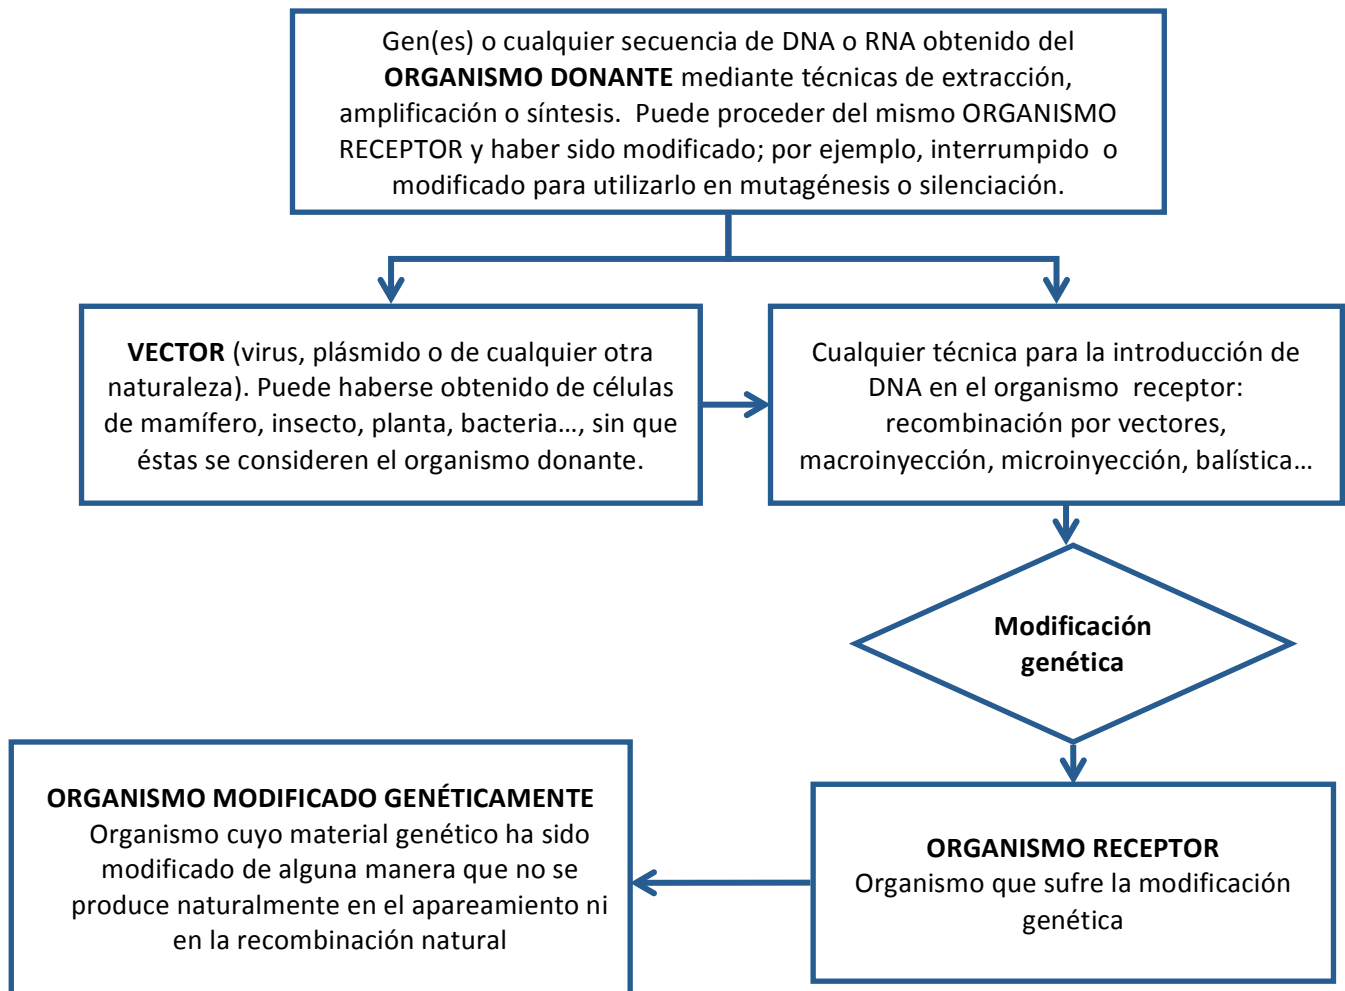 Gen(es) o cualquier secuencia de DNA o RNA obtenido del
ORGANISMO DONANTE mediante técnicas de extracción,
amplificación o síntesis.  Puede proceder del mismo ORGANISMO
RECEPTOR y haber sido modificado; por ejemplo, interrumpido  o
modificado para utilizarlo en mutagénesis o silenciación.
VECTOR (virus, plásmido o de cualquier otra
naturaleza). Puede haberse obtenido de células
de mamífero, insecto, planta, bacteria…, sin que
éstas se consideren el organismo donante.
Cualquier técnica para la introducción de
DNA en el organismo  receptor:
recombinación por vectores,
macroinyección, microinyección, balística…
Modificación
genética
ORGANISMO RECEPTOR
Organismo que sufre la modificación
genética
ORGANISMO MODIFICADO GENÉTICAMENTE
Organismo cuyo material genético ha sido
modificado de alguna manera que no se
produce naturalmente en el apareamiento ni
en la recombinación natural